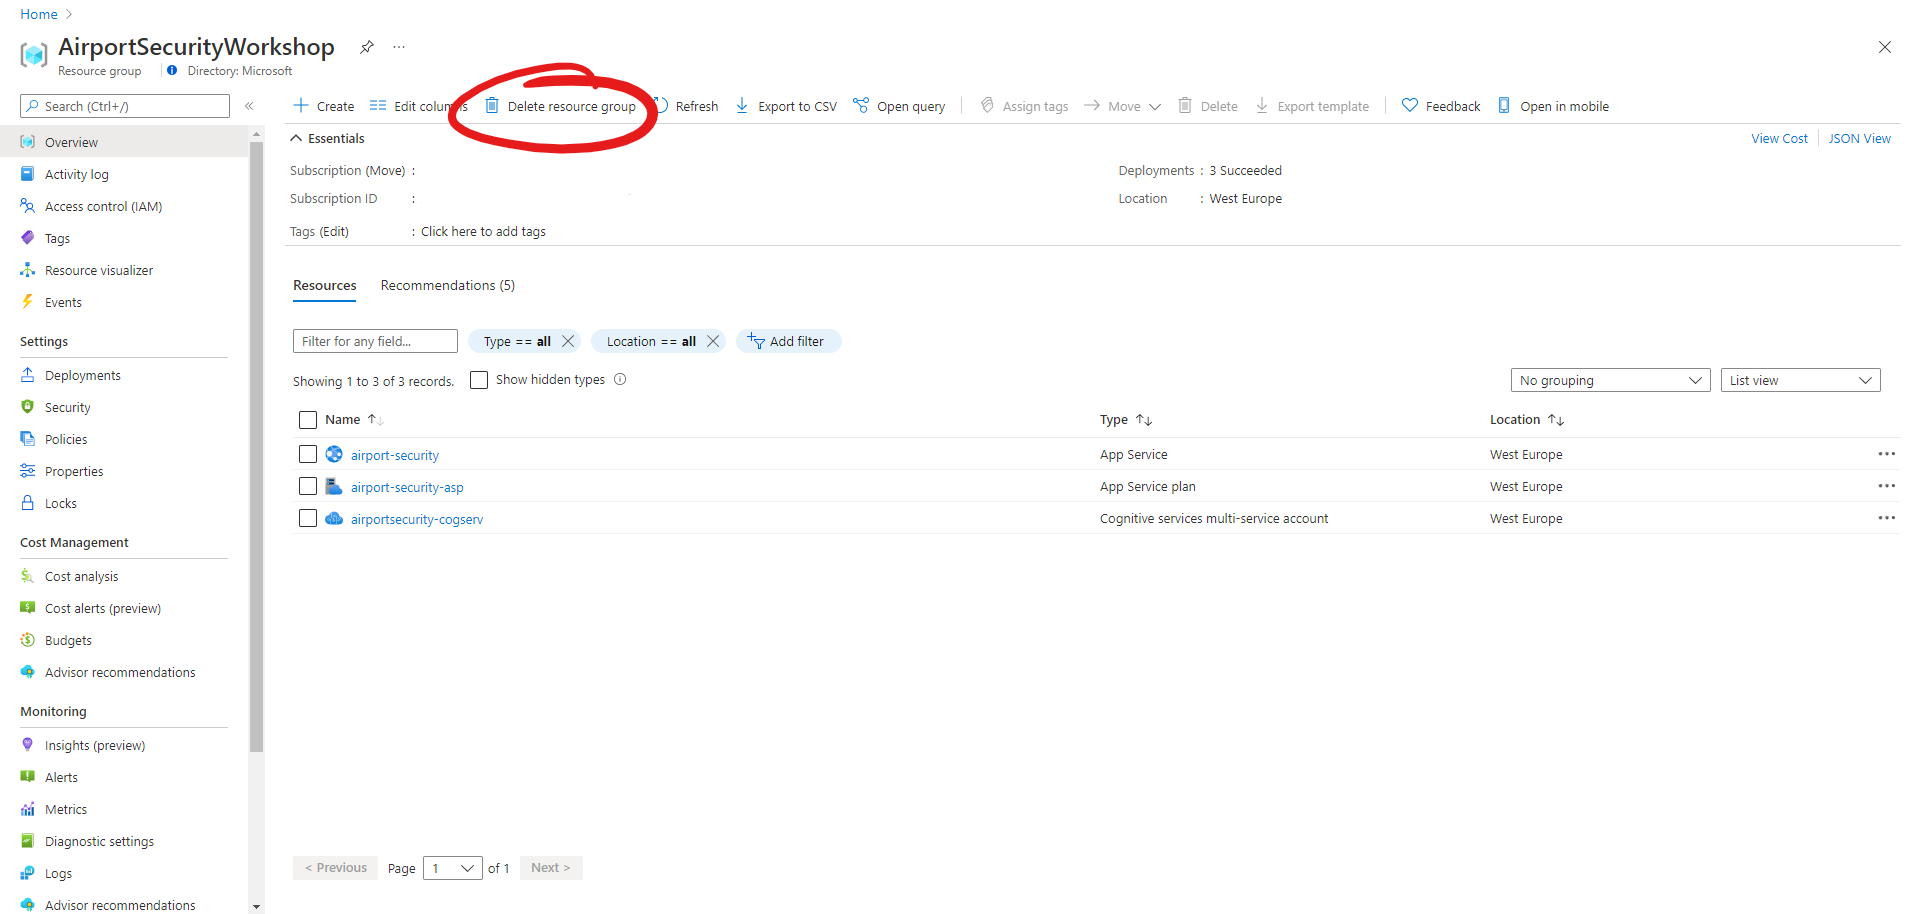 Home
AirportSecurityWorkshop
Resource group
Directory: Microsoft
Search (Ctrl+/)
Create
Edit columns
Delete resource group
Refresh
Export to CSV
Open query
Assign tags
Move
Delete
Export template
Feedback
Open in mobile
Overview
Activity log
Access control (IAM)
Tags
Resource visualizer
Events
Settings
Deployments
Security
Policies
Properties
Locks
Cost Management
Cost analysis
Cost alerts (preview)
Budgets
Advisor recommendations
Monitoring
Insights (preview)
Alerts
Metrics
Diagnostic settings
Logs
Advisor recommendations
Essentials
View Cost
JSON View
Subscription (Move) :
Deployments : 3 Succeeded
Subscription ID :
Location : West Europe
Tags (Edit) : Click here to add tags
Resources
Recommendations (5)
Filter for any field...
Type == all
Location == all
Add filter
Showing 1 to 3 of 3 records.
Show hidden types
No grouping
List view
Name Type Location
airport-security App Service West Europe
airport-security-asp App Service plan West Europe
airportsecurity-cogserv Cognitive services multi-service account West Europe
< Previous
Page 1 of 1
Next >